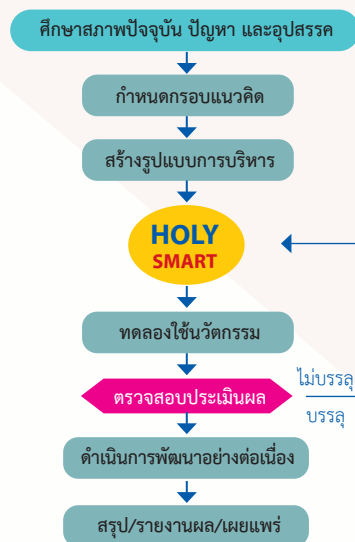 ศึกษาสภาพปัจจุบัน ปัญหา และอุปสรรค
กำหนดกรอบแนวคิด
สร้างรูปแบบการบริหาร
HOLY
SMART
ทดลองใช้นวัตกรรม
ไม่บรรลุ
ตรวจสอบประเมินผล
บรรลุ
ดำเนินการพัฒนาอย่างต่อเนื่อง
สรุป/รายงานผล/เผยแพร่